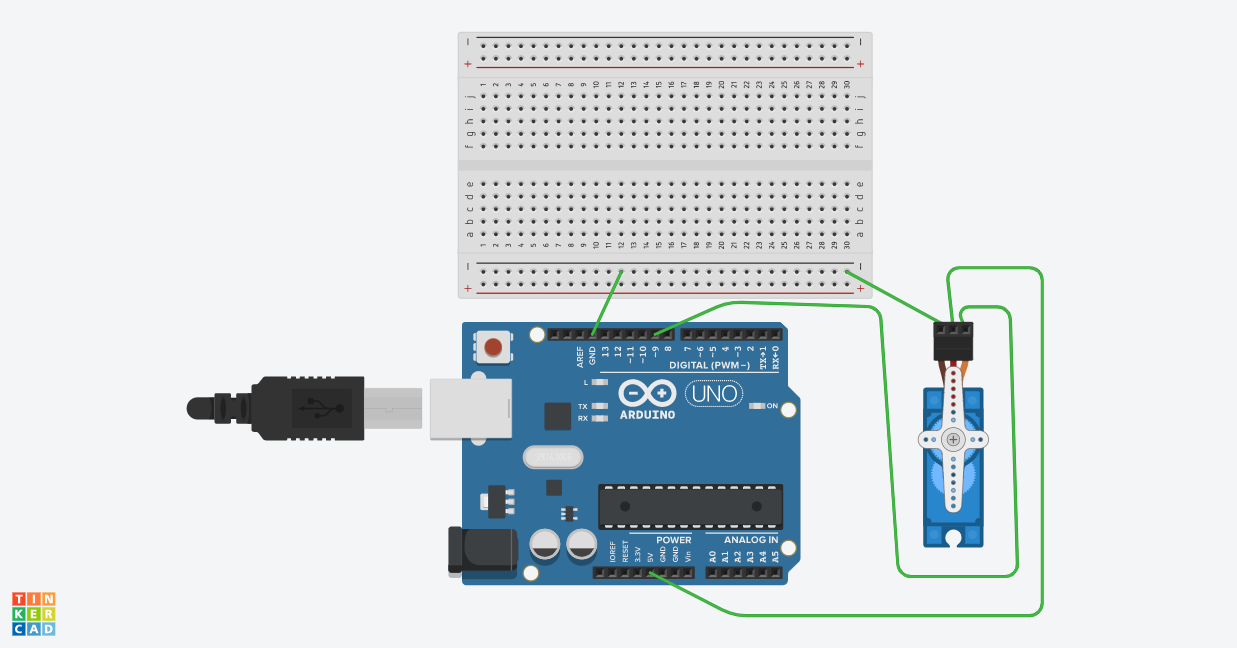 − −
+ +
1 2 3 4 5 6 7 8 9 10 11 12 13 14 15 16 17 18 19 20 21 22 23 24 25 26 27 28 29 30
j j
i i
h h
g g
f f
e e
d d
c c
b b
a a
1 2 3 4 5 6 7 8 9 10 11 12 13 14 15 16 17 18 19 20 21 22 23 24 25 26 27 28 29 30
− −
+ +
AREF GND 13 12 ~11 ~10 ~9 8 7 ~6 ~5 4 ~3 2 TX→1 RX←0
DIGITAL (PWM~)
L
TX
RX
ARDUINO
UNO
ON
POWER ANALOG IN
IOREF RESET 3.3V 5V GND GND Vin A0 A1 A2 A3 A4 A5
TIN
KER
CAD